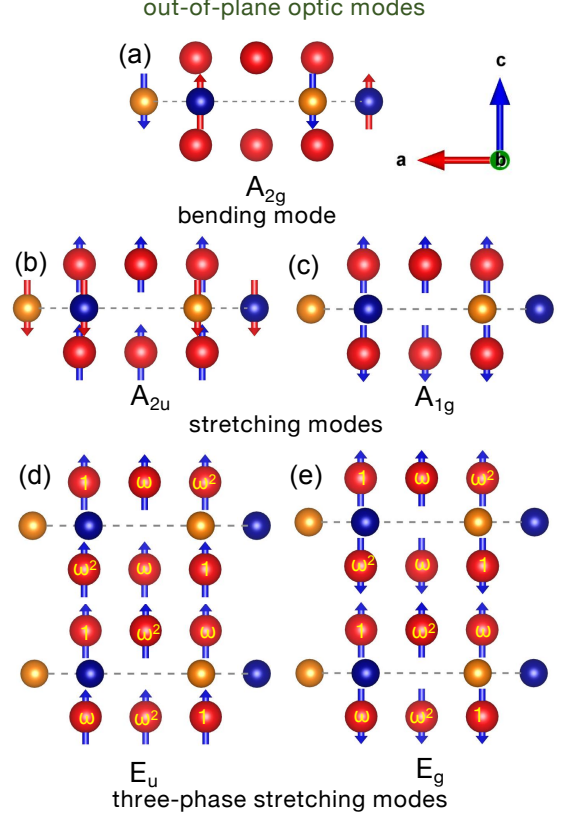 out-of-plane optic modes
(a)
c
a
b
A₂g
bending mode
(b)
(c)
A₂ᵤ
A₁g
stretching modes
(d)
(e)
1 ω ω²
1 ω ω²
ω² ω 1
ω² ω 1
1 ω² ω
1 ω² ω
ω ω² 1
ω ω² 1
Eᵤ
E_g
three-phase stretching modes